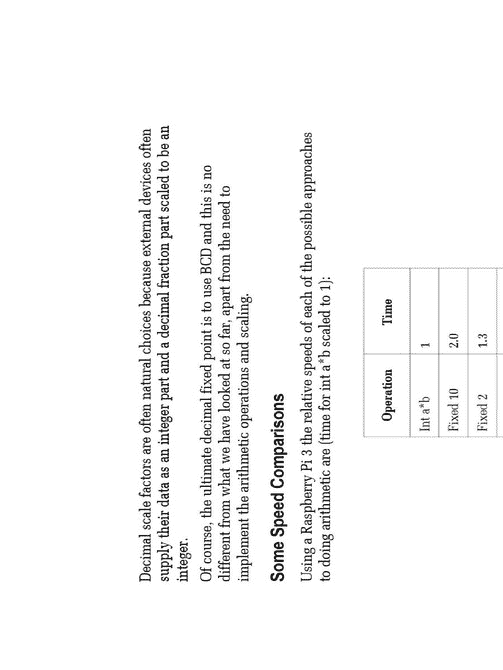 Decimal scale factors are often natural choices because external devices often
supply their data as an integer part and a decimal fraction part scaled to be an
integer.
Of course, the ultimate decimal fixed point is to use BCD and this is no
different from what we have looked at so far, apart from the need to
implement the arithmetic operations and scaling.
Some Speed Comparisons
Using a Raspberry Pi 3 the relative speeds of each of the possible approaches
to doing arithmetic are (time for int a*b scaled to 1):
Operation Time
Int a*b 1
Fixed 10 2.0
Fixed 2 1.3